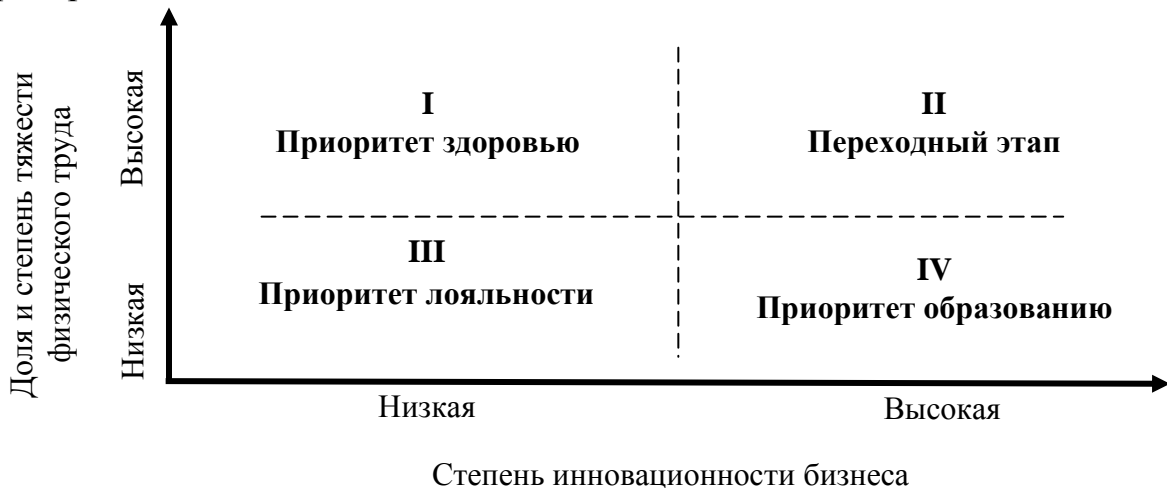 Доля и степень тяжести
физического труда
Высокая
Низкая
I
Приоритет здоровью
II
Переходный этап
III
Приоритет лояльности
IV
Приоритет образованию
Низкая
Высокая
Степень инновационности бизнеса